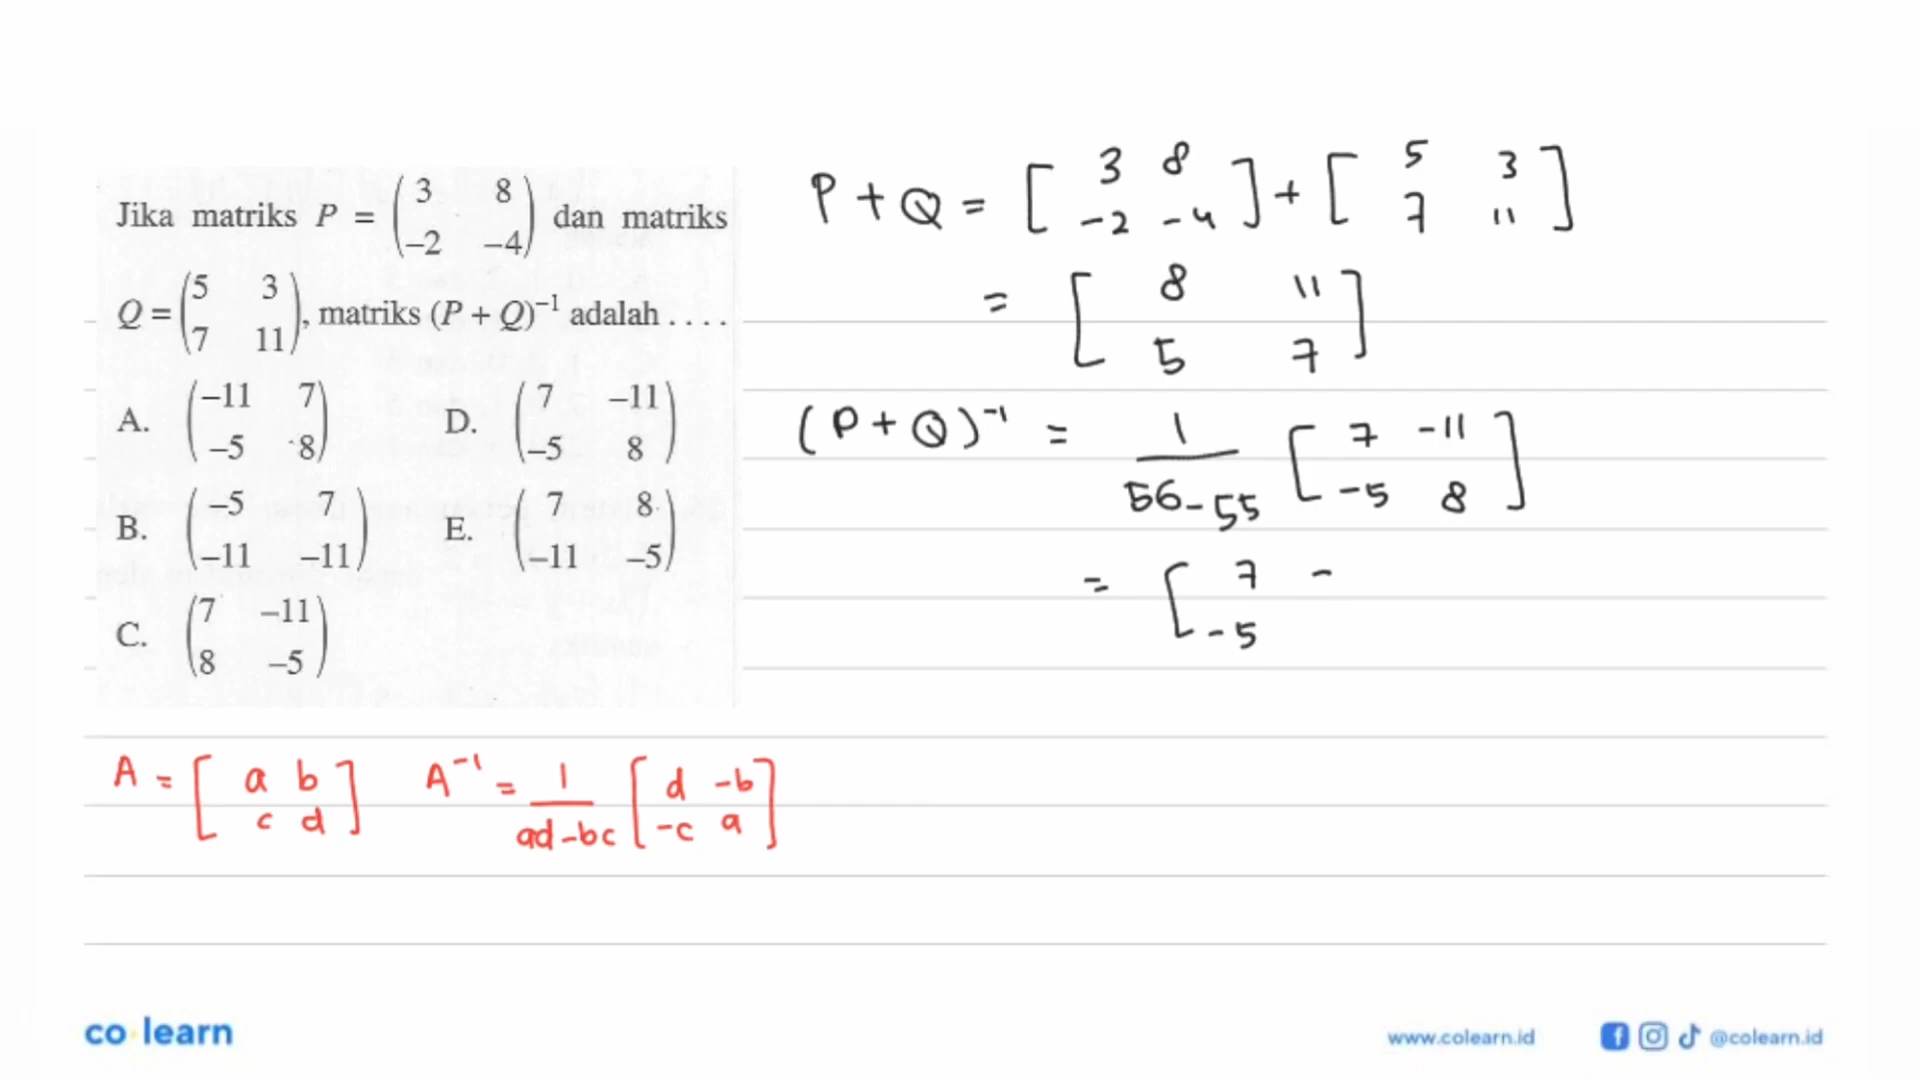 Jika matriks P = (3 8
-2 -4) dan matriks
Q = (5 3
7 11), matriks (P + Q)⁻¹ adalah . . . .
A. (-11 7
-5 8) D. (7 -11
-5 8)
B. (-5 7
-11 -11) E. (7 8
-11 -5)
C. (7 -11
8 -5)
P + Q = [3 8
-2 -4] + [5 3
7 11]
= [8 11
5 7]
(P + Q)⁻¹ = 1
56-55 [7 -11
-5 8]
= [7 -
-5
A = [a b
c d] A⁻¹ = 1
ad-bc [d -b
-c a]
co learn
www.colearn.id @colearn.id